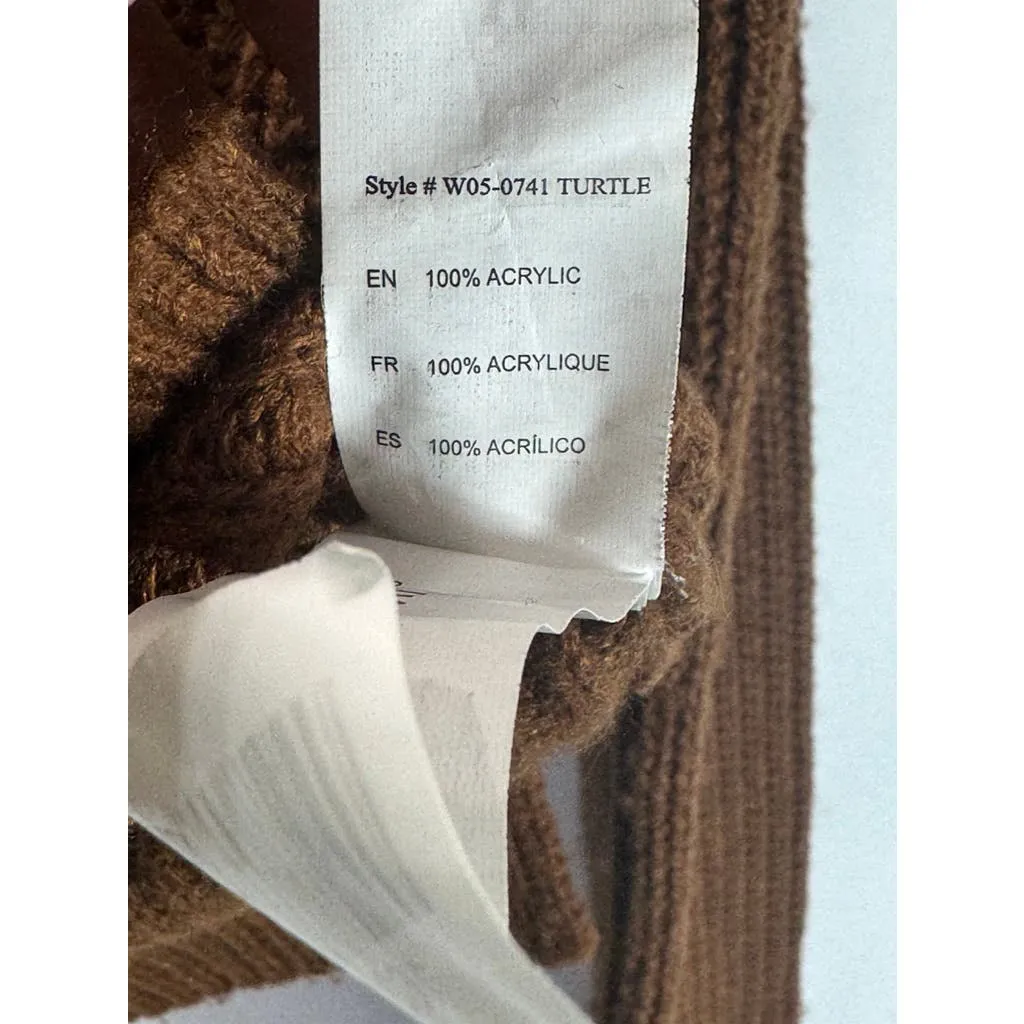 Style # W05-0741 TURTLE
EN 100% ACRYLIC
FR 100% ACRYLIQUE
ES 100% ACRÍLICO